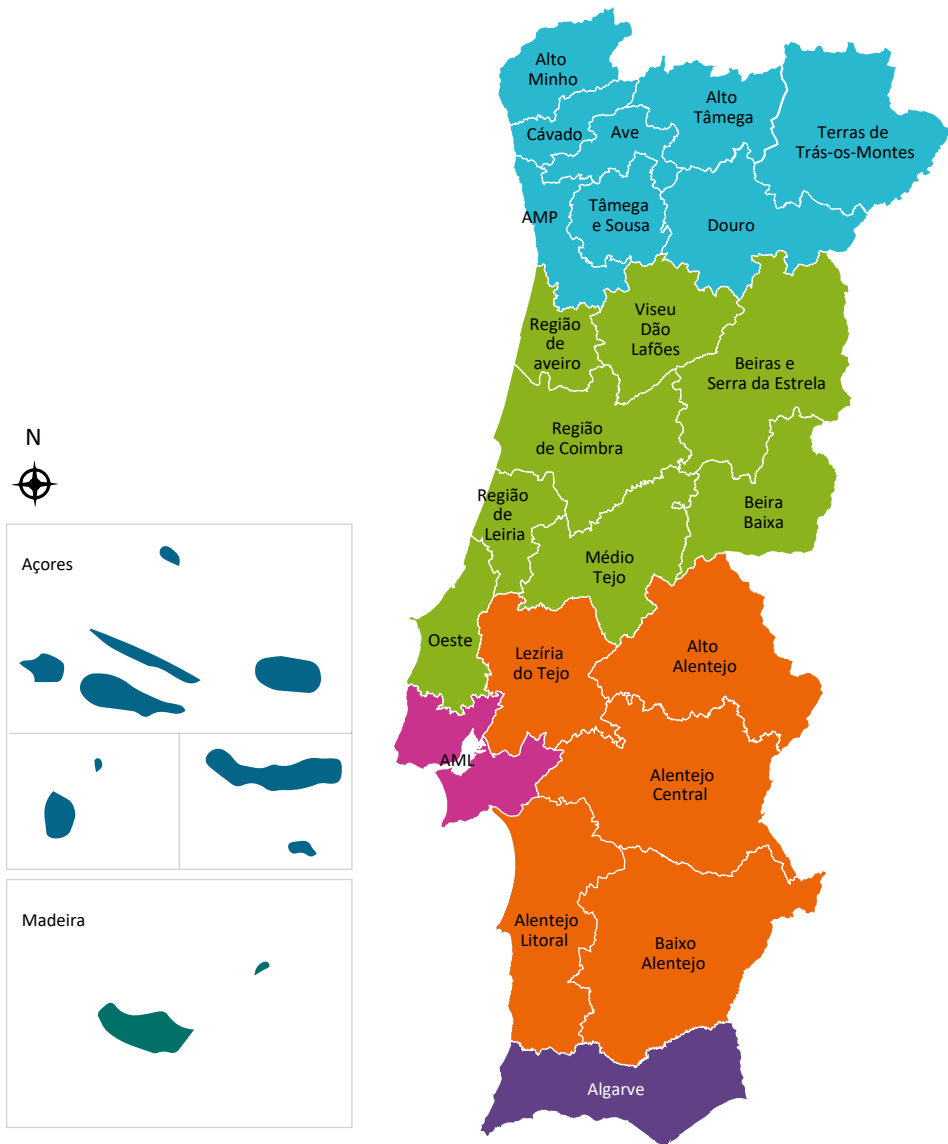 Alto
Minho
Cávado
Ave
Alto
Tâmega
Terras de
Trás-os-Montes
AMP
Tâmega
e Sousa
Douro
Região
de
aveiro
Viseu
Dão
Lafões
Beiras e
Serra da Estrela
Região
de Coimbra
N
Região
de
Leiria
Beira
Baixa
Médio
Tejo
Açores
Oeste
Lezíria
do Tejo
Alto
Alentejo
AML
Alentejo
Central
Madeira
Alentejo
Litoral
Baixo
Alentejo
Algarve